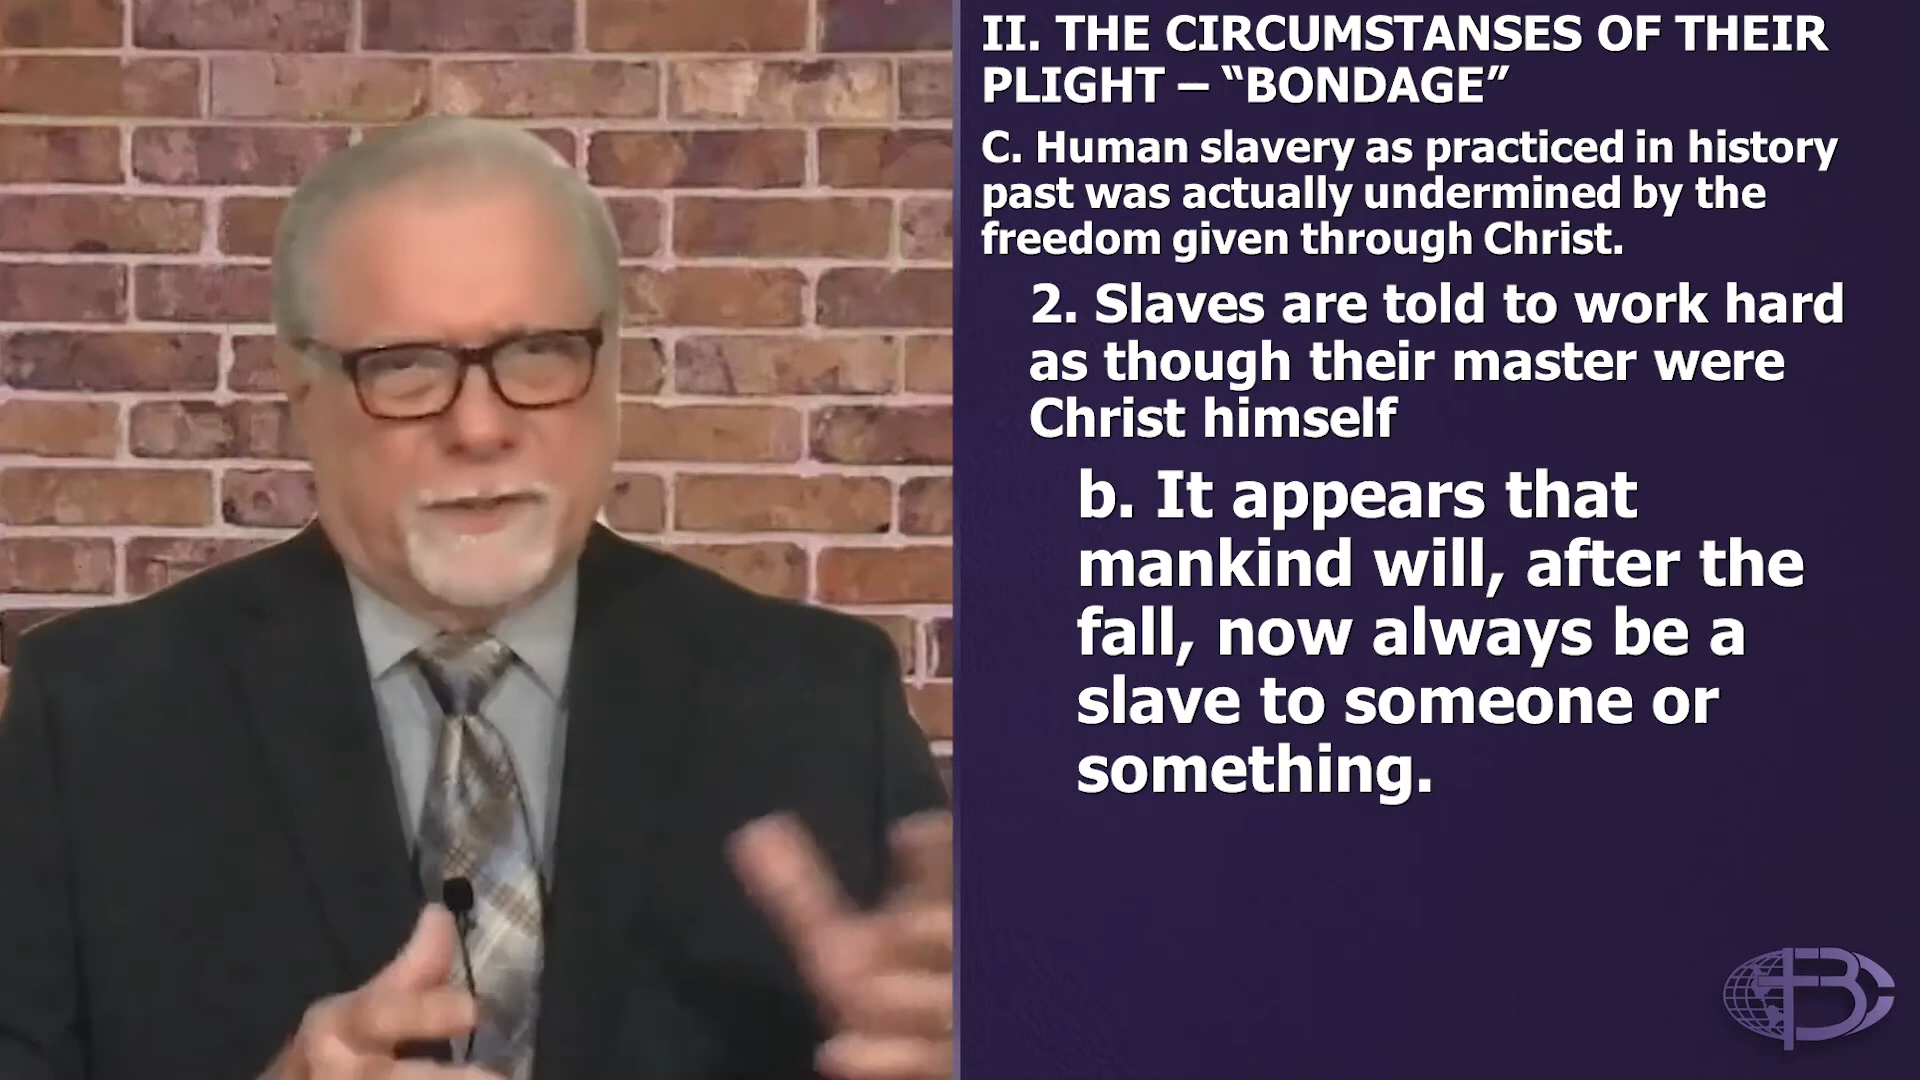 II. THE CIRCUMSTANSES OF THEIR
PLIGHT – “BONDAGE”
C. Human slavery as practiced in history
past was actually undermined by the
freedom given through Christ.
2. Slaves are told to work hard
as though their master were
Christ himself
b. It appears that
mankind will, after the
fall, now always be a
slave to someone or
something.